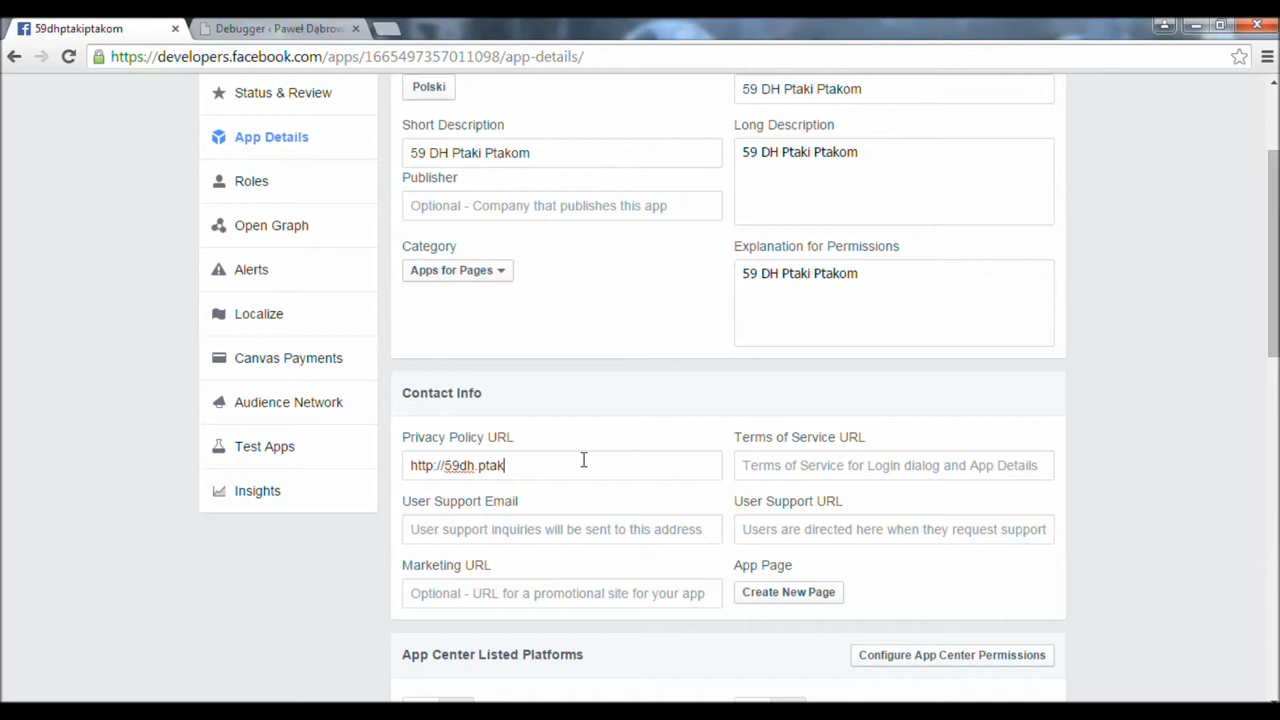 59dhptakiptakom
Debugger ‹ Paweł Dąbrow
https://developers.facebook.com/apps/1665497357011098/app-details/
Status & Review
App Details
Roles
Open Graph
Alerts
Localize
Canvas Payments
Audience Network
Test Apps
Insights
Polski
59 DH Ptaki Ptakom
Short Description
Long Description
59 DH Ptaki Ptakom
59 DH Ptaki Ptakom
Publisher
Optional - Company that publishes this app
Category
Explanation for Permissions
Apps for Pages
59 DH Ptaki Ptakom
Contact Info
Privacy Policy URL
Terms of Service URL
http://59dh.ptak
Terms of Service for Login dialog and App Details
User Support Email
User Support URL
User support inquiries will be sent to this address
Users are directed here when they request support
Marketing URL
App Page
Optional - URL for a promotional site for your app
Create New Page
App Center Listed Platforms
Configure App Center Permissions